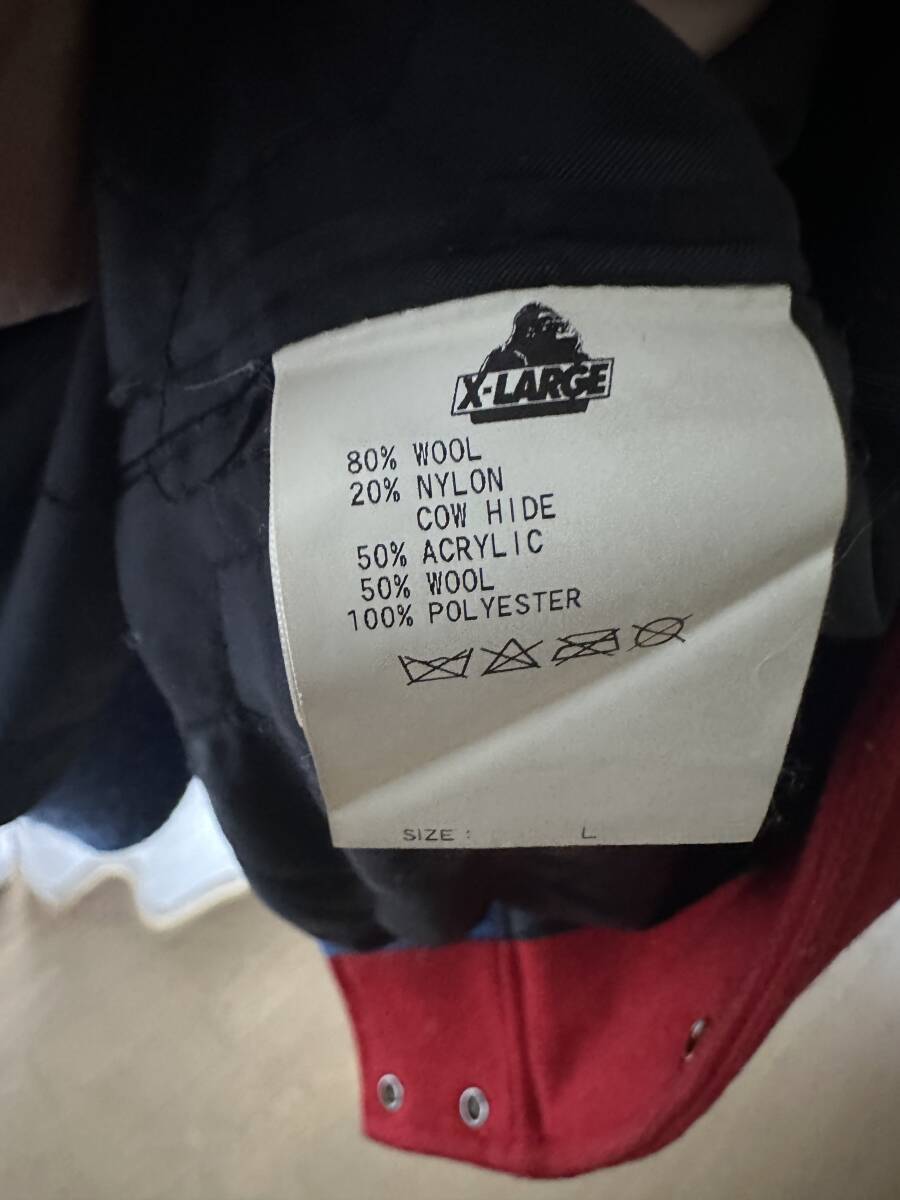 X-LARGE
80% WOOL
20% NYLON
COW HIDE
50% ACRYLIC
50% WOOL
100% POLYESTER
SIZE : L